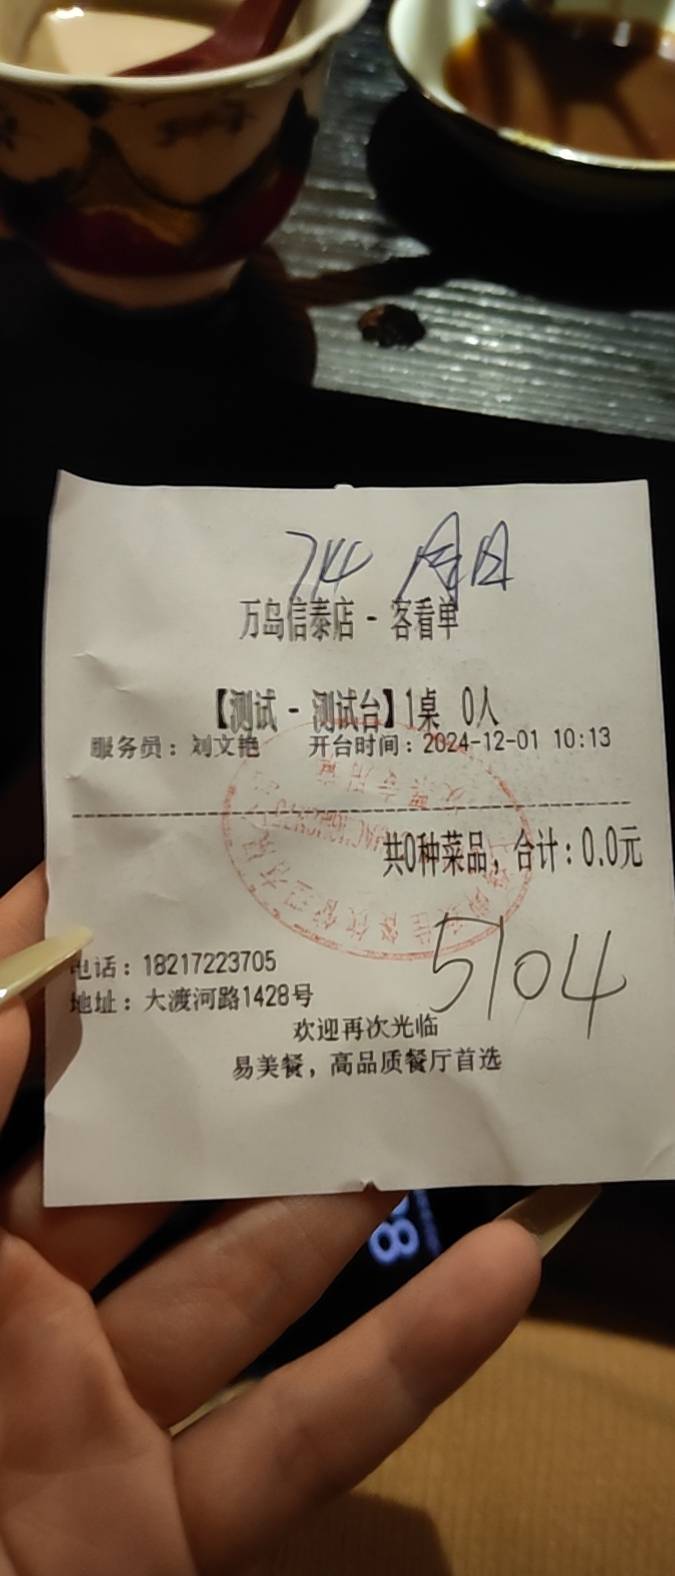 714
万岛信泰店 - 客看单
【测试 - 测试台】1桌 0人
服务员：刘文艳 开台时间：2024-12-01 10:13
共0种菜品，合计：0.0元
5104
电话：18217223705
地址：大渡河路1428号
欢迎再次光临
易美餐，高品质餐厅首选